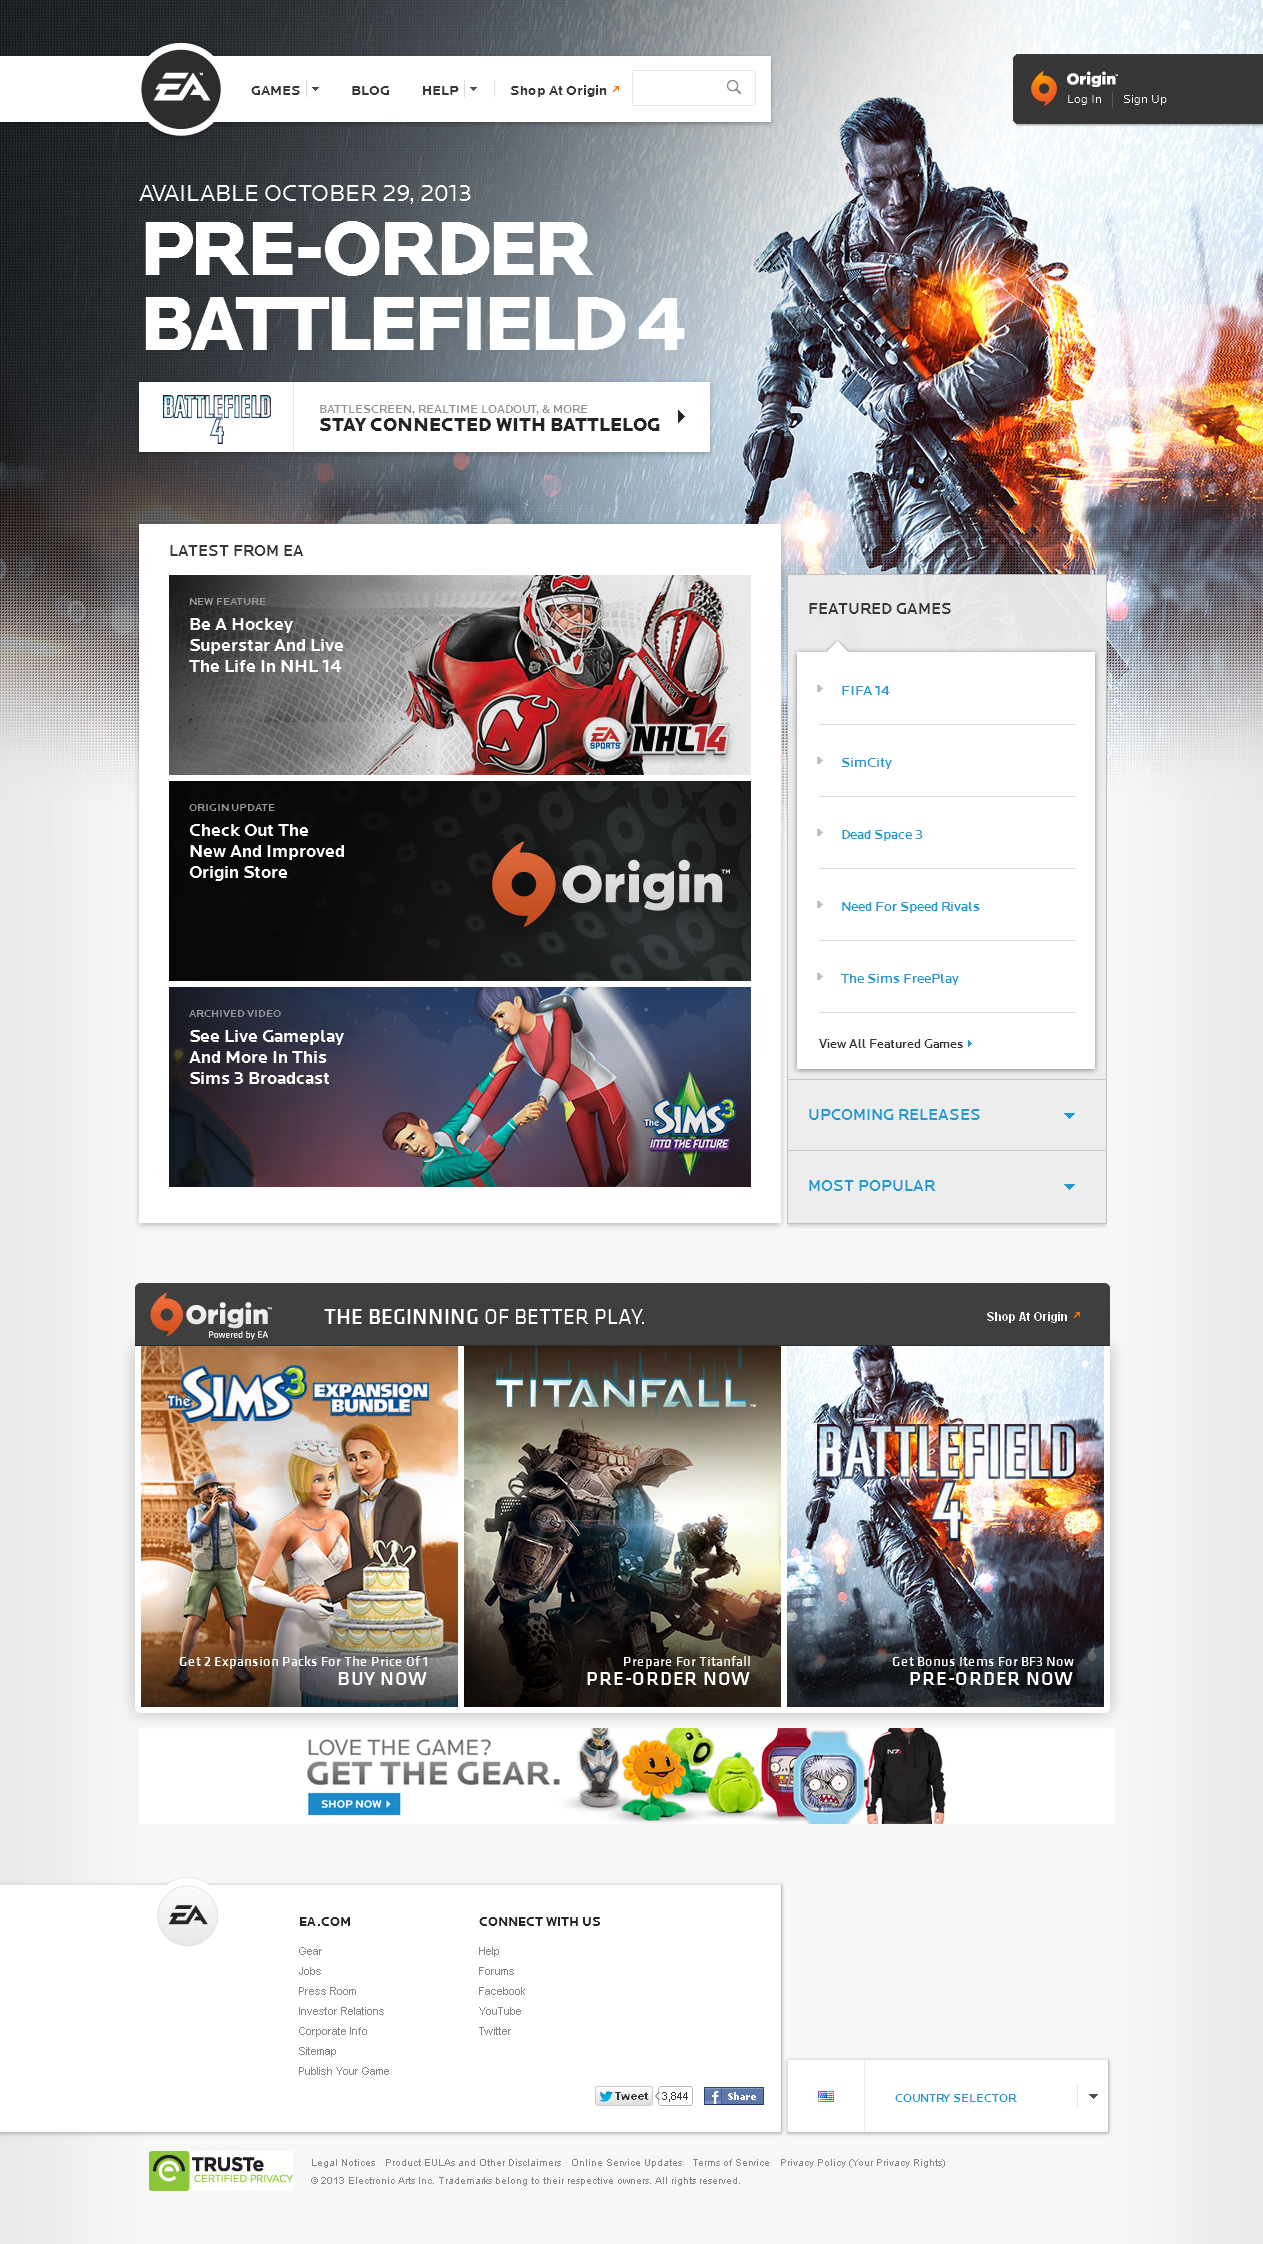 EA
GAMES
BLOG
HELP
Shop At Origin
Origin
Log In
Sign Up
AVAILABLE OCTOBER 29, 2013
PRE-ORDER
BATTLEFIELD 4
BATTLEFIELD
4
BATTLESCREEN, REALTIME LOADOUT, & MORE
STAY CONNECTED WITH BATTLELOG
LATEST FROM EA
NEW FEATURE
Be A Hockey
Superstar And Live
The Life In NHL 14
EA
SPORTS
NHL 14
ORIGIN UPDATE
Check Out The
New And Improved
Origin Store
Origin™
ARCHIVED VIDEO
See Live Gameplay
And More In This
Sims 3 Broadcast
The SIMS 3
INTO THE FUTURE
FEATURED GAMES
FIFA 14
SimCity
Dead Space 3
Need For Speed Rivals
The Sims FreePlay
View All Featured Games
UPCOMING RELEASES
MOST POPULAR
Origin™
Powered by EA
THE BEGINNING OF BETTER PLAY.
Shop At Origin
The SIMS 3 EXPANSION
BUNDLE
Get 2 Expansion Packs For The Price Of 1
BUY NOW
TITANFALL™
Prepare For Titanfall
PRE-ORDER NOW
BATTLEFIELD
4
Get Bonus Items For BF3 Now
PRE-ORDER NOW
LOVE THE GAME?
GET THE GEAR.
SHOP NOW
N7
EA
EA.COM
Gear
Jobs
Press Room
Investor Relations
Corporate Info
Sitemap
Publish Your Game
CONNECT WITH US
Help
Forums
Facebook
YouTube
Twitter
Tweet
3,844
Share
COUNTRY SELECTOR
TRUSTe
CERTIFIED PRIVACY
Legal Notices Product EULAs and Other Disclaimers Online Service Updates Terms of Service Privacy Policy (Your Privacy Rights)
© 2013 Electronic Arts Inc. Trademarks belong to their respective owners. All rights reserved.